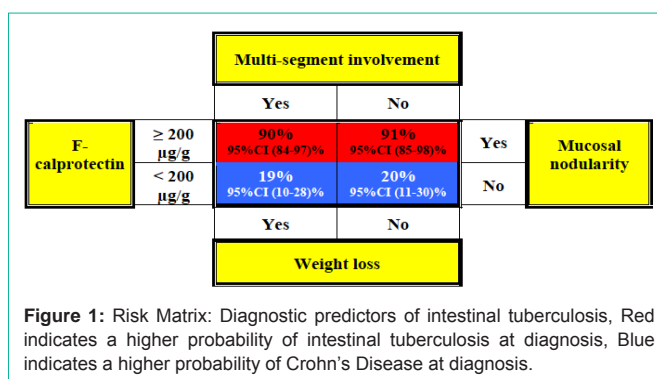 Multi-segment involvement
Yes No
F-
calprotectin
≥ 200
µg/g
90%
95%CI (84-97)%
91%
95%CI (85-98)%
Yes
Mucosal
nodularity
< 200
µg/g
19%
95%CI (10-28)%
20%
95%CI (11-30)%
No
Yes No
Weight loss
Figure 1: Risk Matrix: Diagnostic predictors of intestinal tuberculosis, Red
indicates a higher probability of intestinal tuberculosis at diagnosis, Blue
indicates a higher probability of Crohn's Disease at diagnosis.